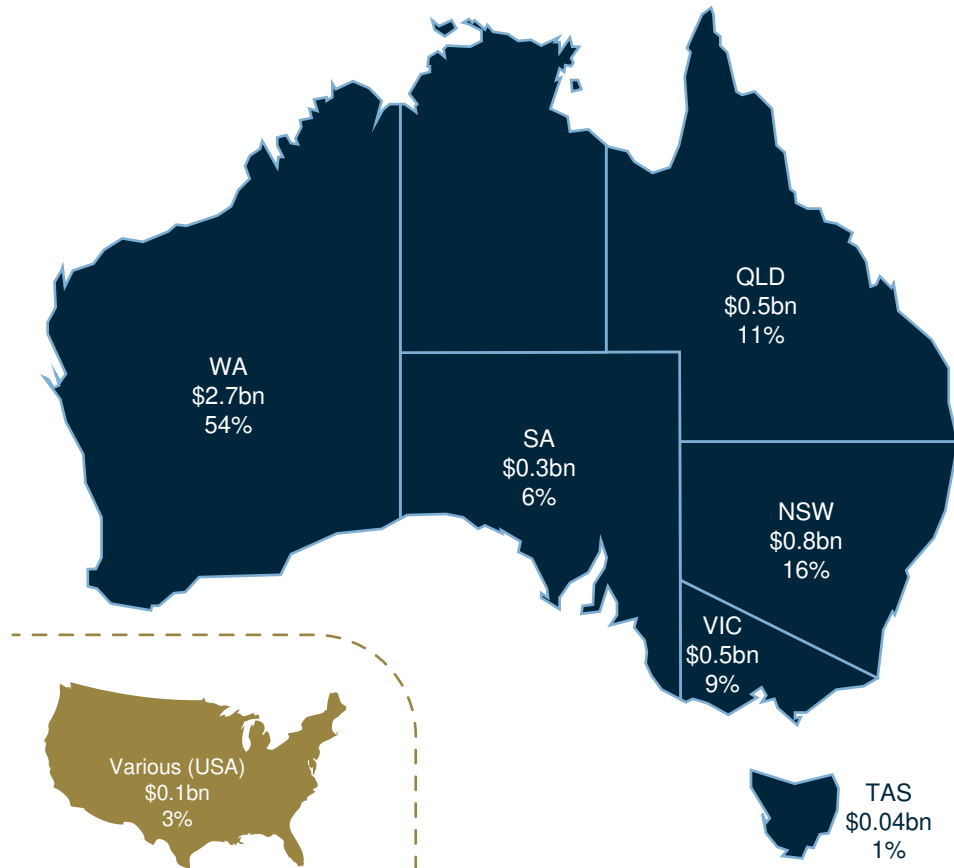 QLD
$0.5bn
11%
WA
$2.7bn
54%
SA
$0.3bn
6%
NSW
$0.8bn
16%
VIC
$0.5bn
9%
Various (USA)
$0.1bn
3%
TAS
$0.04bn
1%